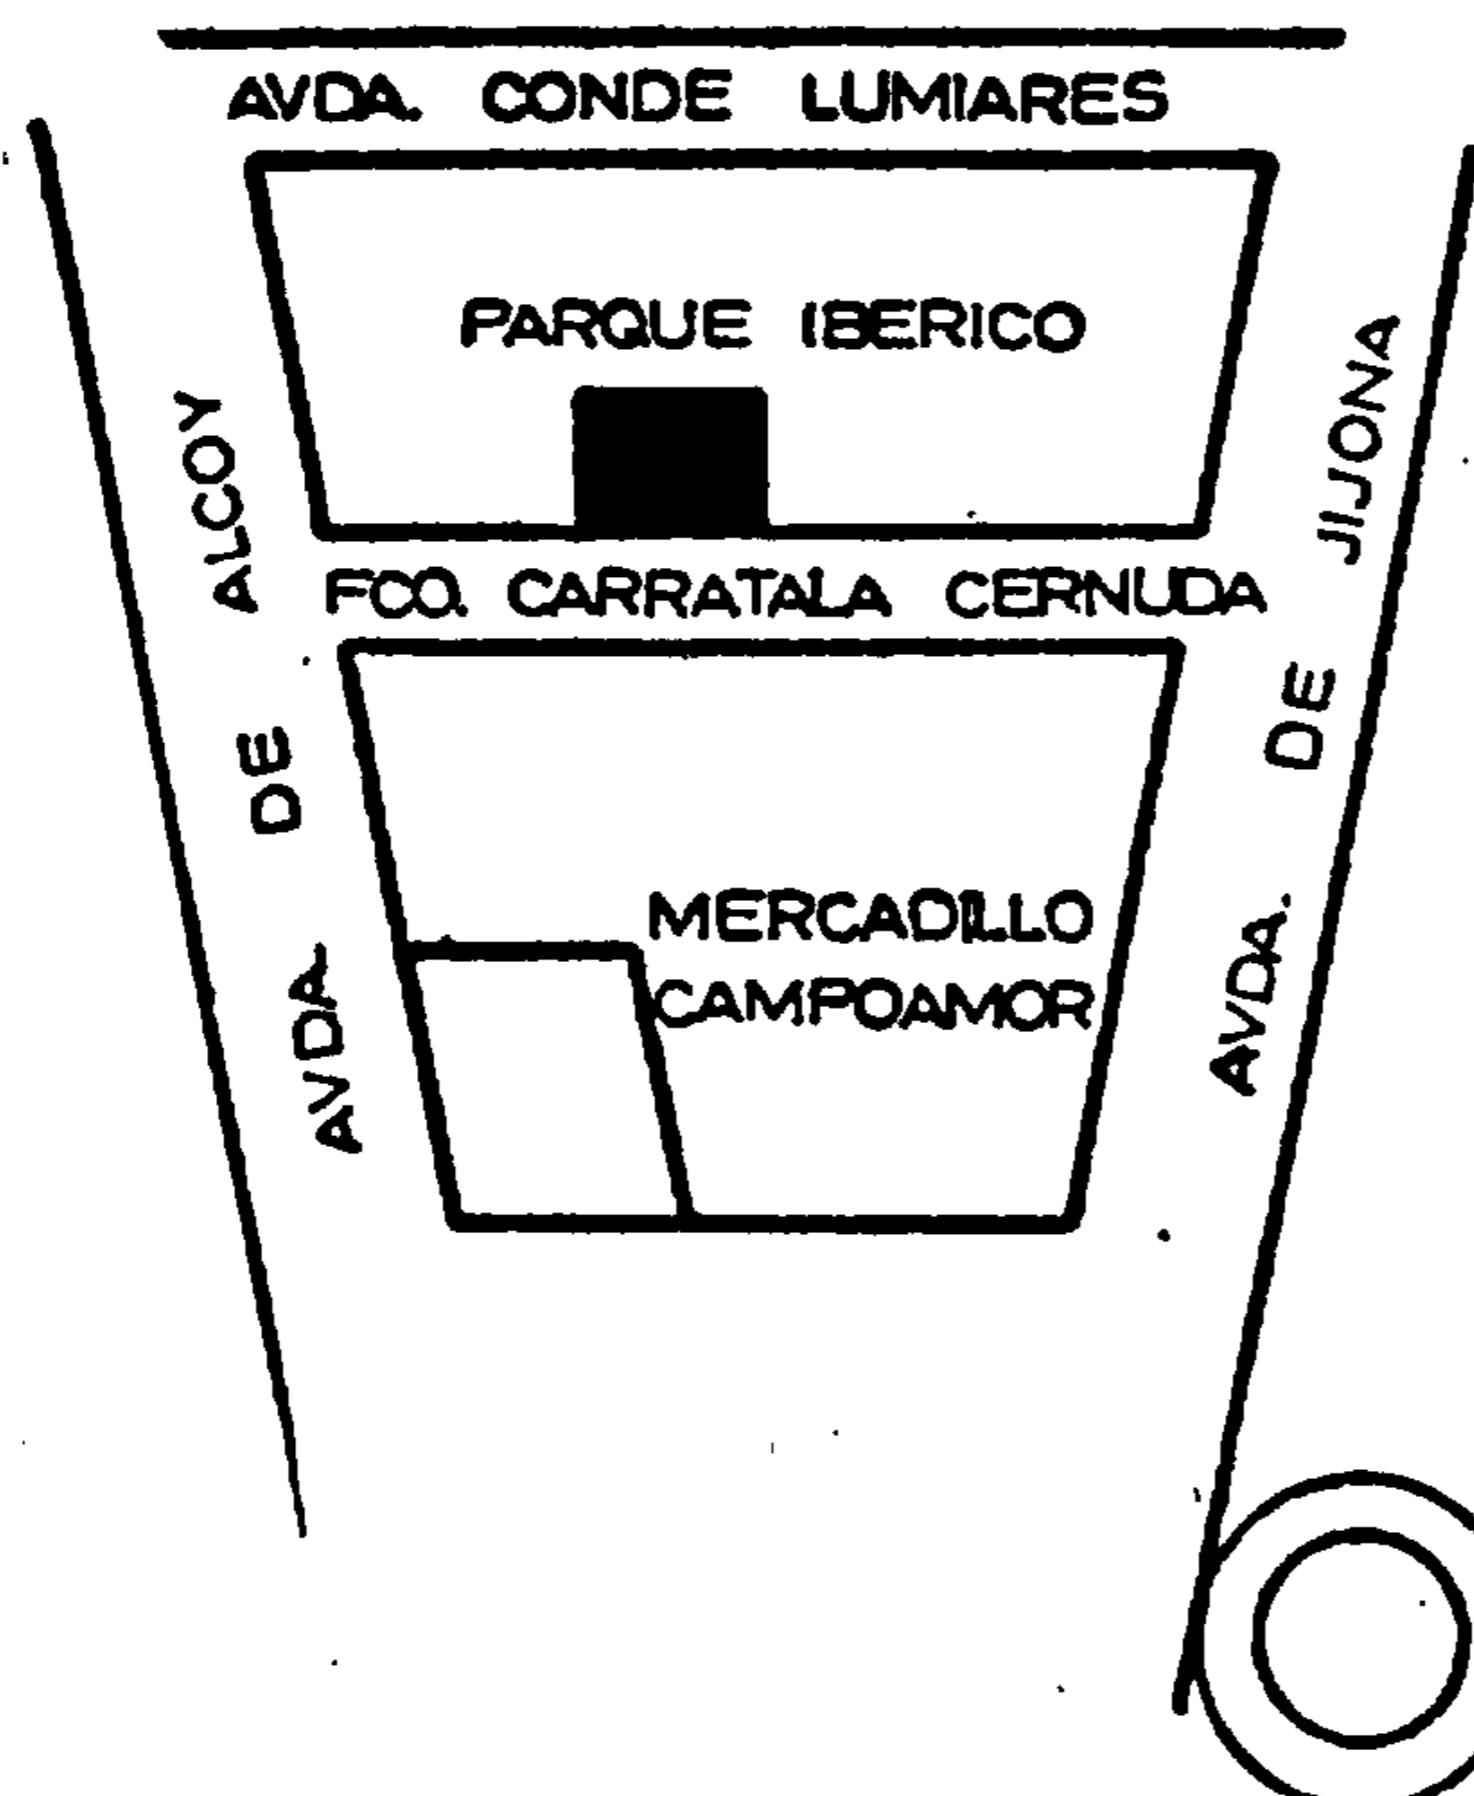 AVDA. CONDE LUMIARES
PARQUE IBERICO
AVDA. DE ALCOY
AVDA. DE JIJONA
FCO. CARRATALA CERNUDA
MERCADILLO
CAMPOAMOR